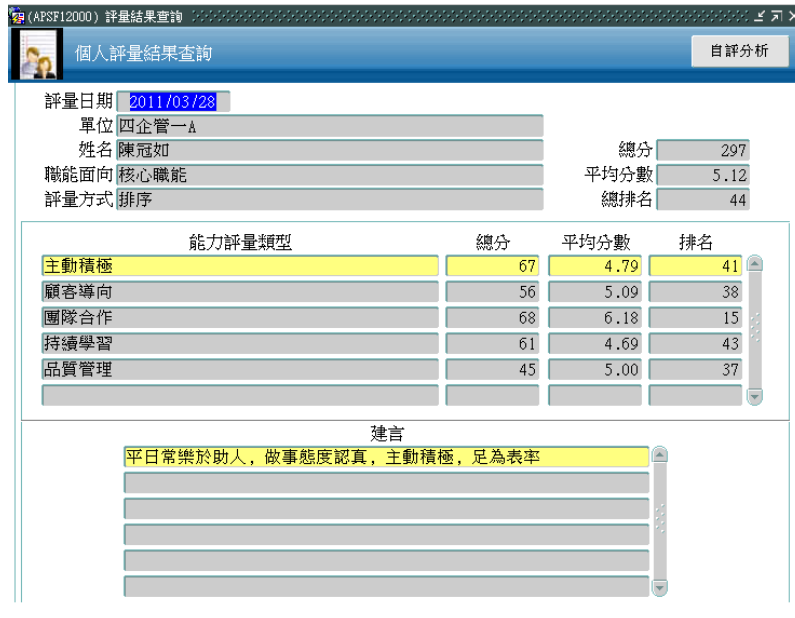 (APSF12000) 評量結果查詢
個人評量結果查詢
自評分析
評量日期 2011/03/28
單位 四企管一A
姓名 陳冠如 總分 297
職能面向 核心職能 平均分數 5.12
評量方式 排序 總排名 44
能力評量類型 總分 平均分數 排名
主動積極 67 4.79 41
顧客導向 56 5.09 38
團隊合作 68 6.18 15
持續學習 61 4.69 43
品質管理 45 5.00 37
建言
平日常樂於助人, 做事態度認真, 主動積極, 足為表率